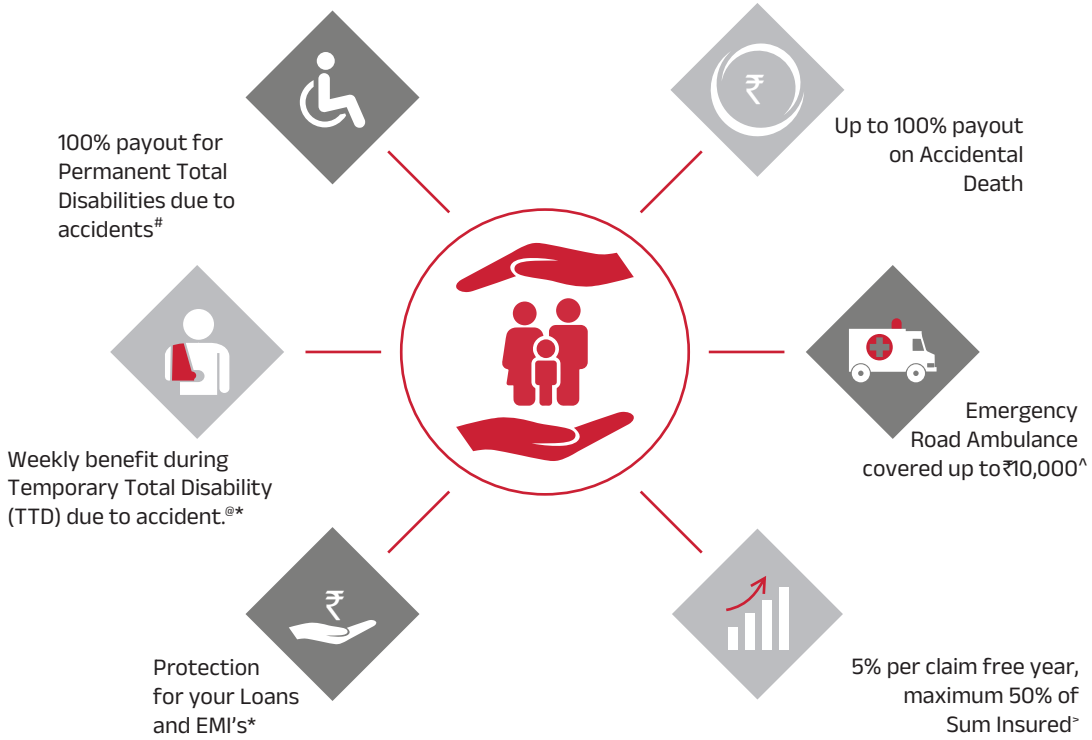 ₹
100% payout for
Permanent Total
Disabilities due to
accidents#
Up to 100% payout
on Accidental
Death
Weekly benefit during
Temporary Total Disability
(TTD) due to accident.@*
Emergency
Road Ambulance
covered up to ₹10,000^
₹
Protection
for your Loans
and EMI's*
5% per claim free year,
maximum 50% of
Sum Insured>